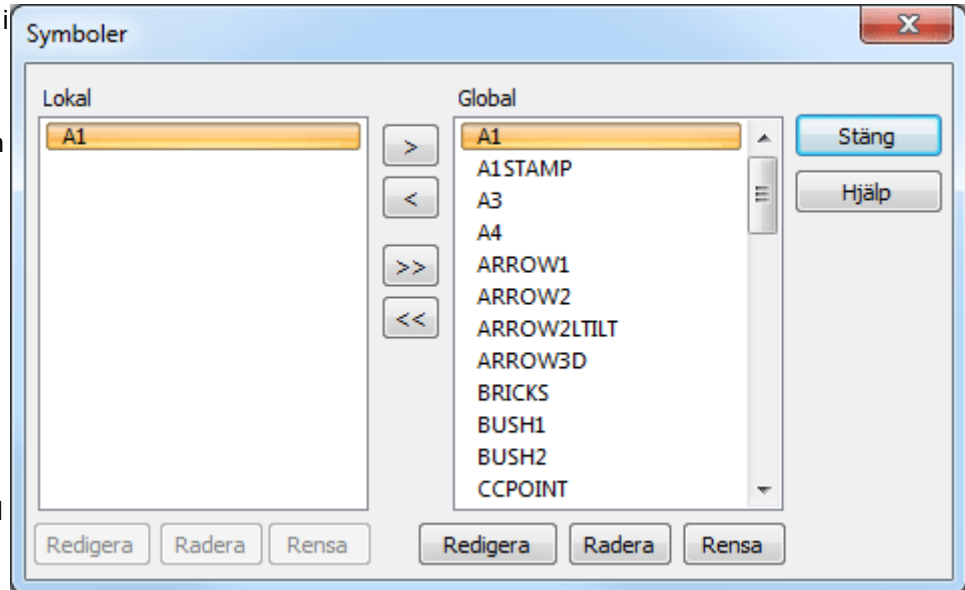 i
Symboler
x
Lokal
Global
A1
>
<
>>
<<
A1
A1STAMP
A3
A4
ARROW1
ARROW2
ARROW2LTILT
ARROW3D
BRICKS
BUSH1
BUSH2
CCPOINT
Stäng
Hjälp
Redigera Radera Rensa
Redigera Radera Rensa